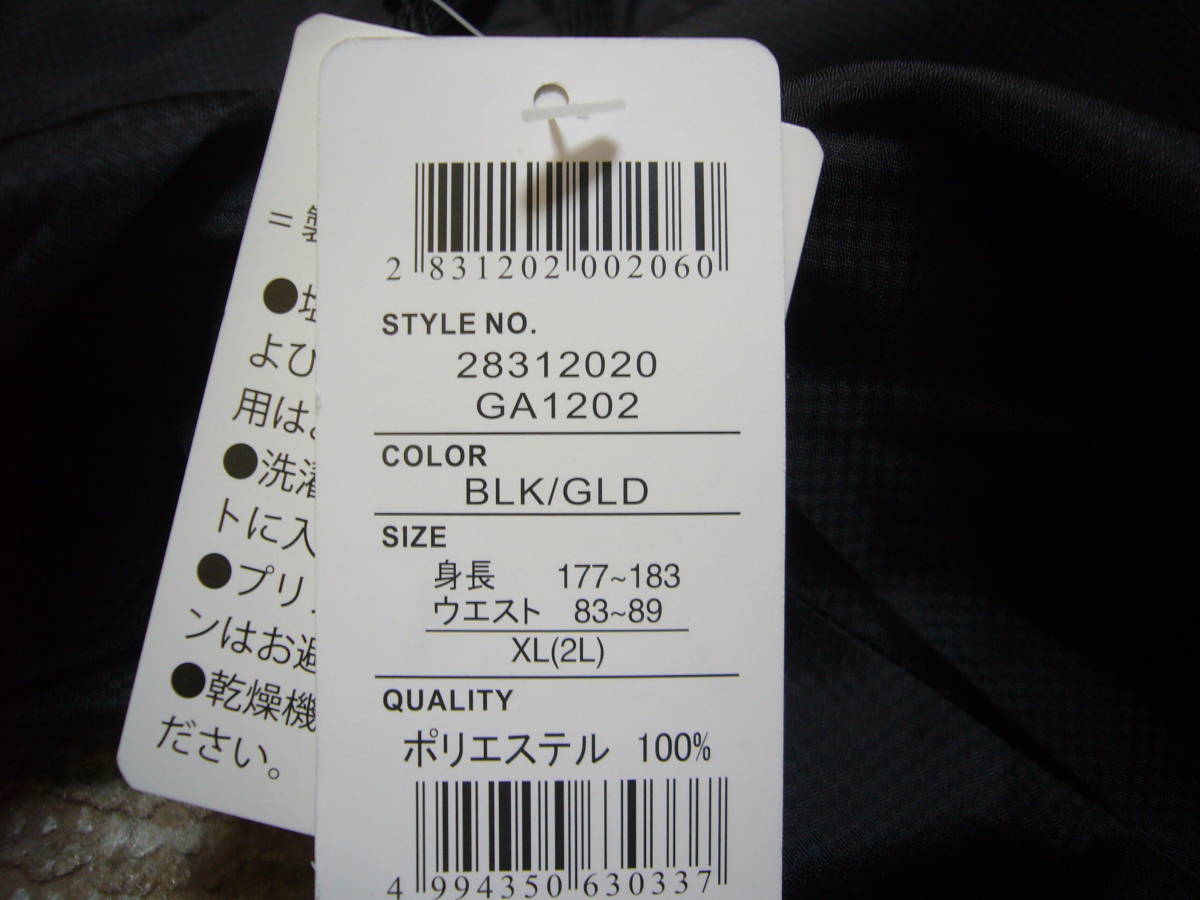 2 831202 002060
STYLE NO.
28312020
GA1202
COLOR
BLK/GLD
SIZE
身長 177~183
ウエスト 83~89
XL(2L)
QUALITY
ポリエステル 100%
4 994350 630337
=
●
よび
用は
●洗濯
トに入
●プリ
ンはお
●乾燥機
ださい。